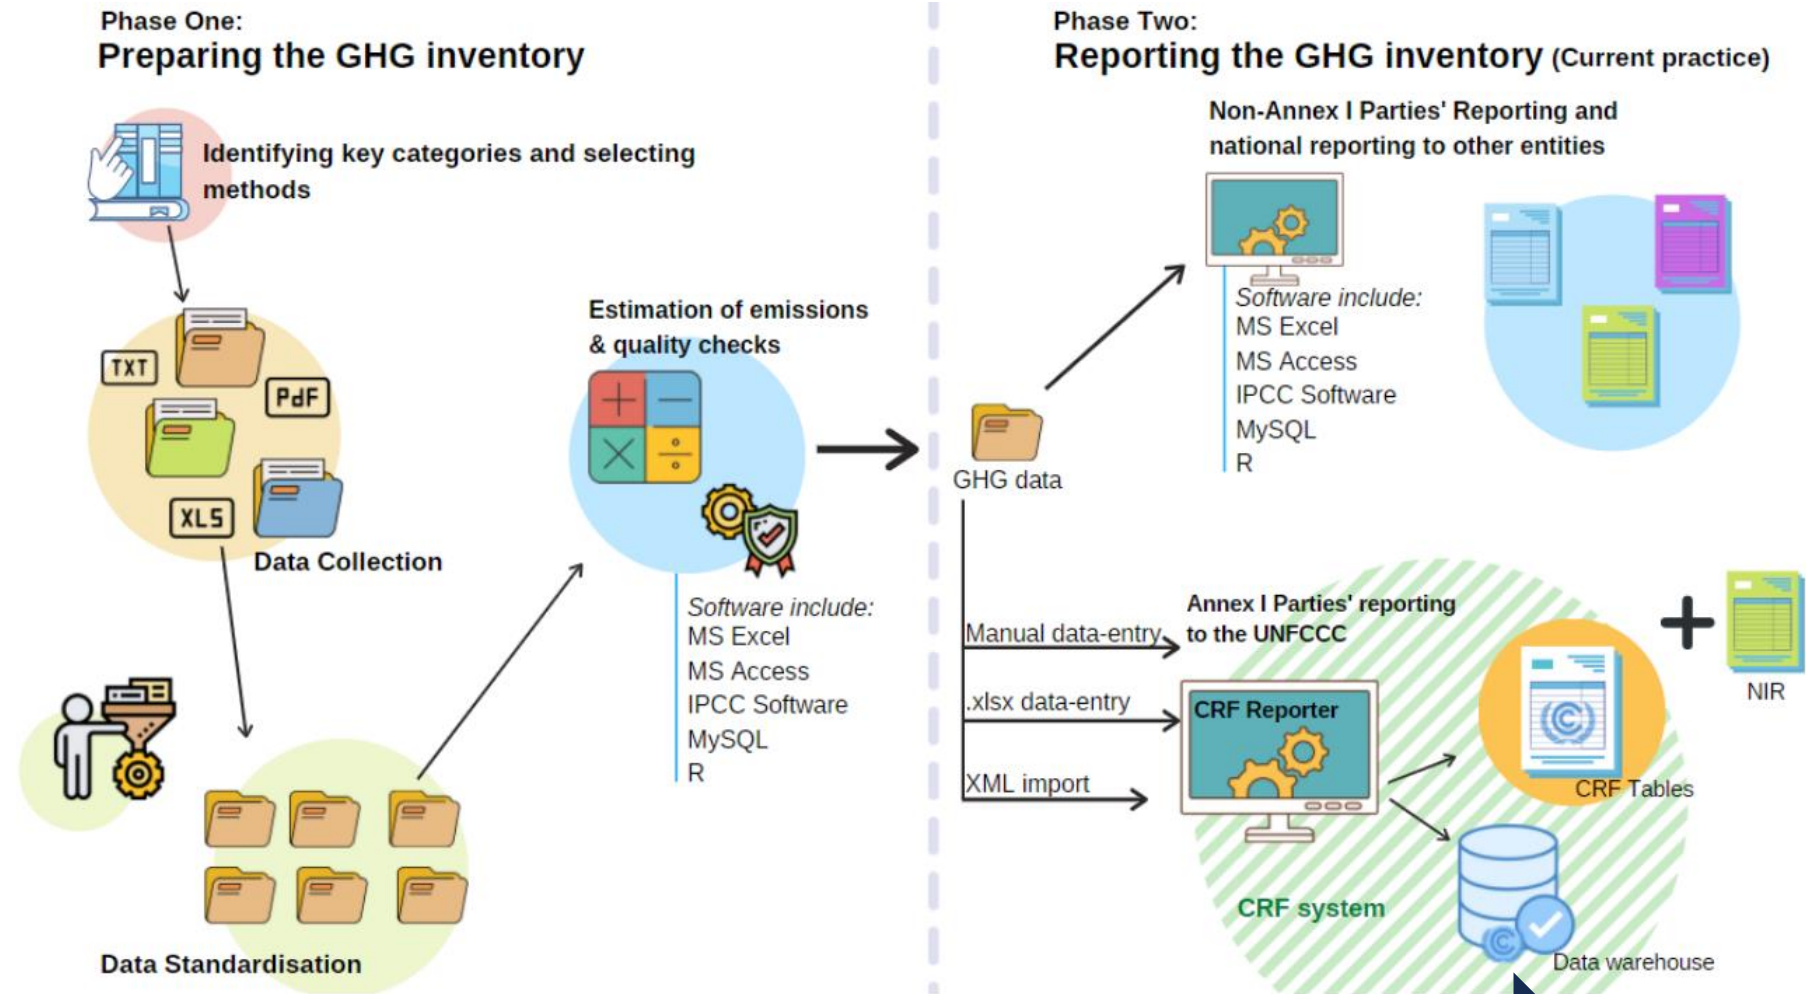 Phase One:
Preparing the GHG inventory
Identifying key categories and selecting
methods
TXT
PdF
XLS
Data Collection
Data Standardisation
Estimation of emissions
& quality checks
Software include:
MS Excel
MS Access
IPCC Software
MySQL
R
Phase Two:
Reporting the GHG inventory (Current practice)
Non-Annex I Parties' Reporting and
national reporting to other entities
Software include:
MS Excel
MS Access
IPCC Software
MySQL
R
GHG data
Manual data-entry
.xlsx data-entry
XML import
Annex I Parties' reporting
to the UNFCCC
CRF Reporter
CRF Tables
NIR
CRF system
Data warehouse